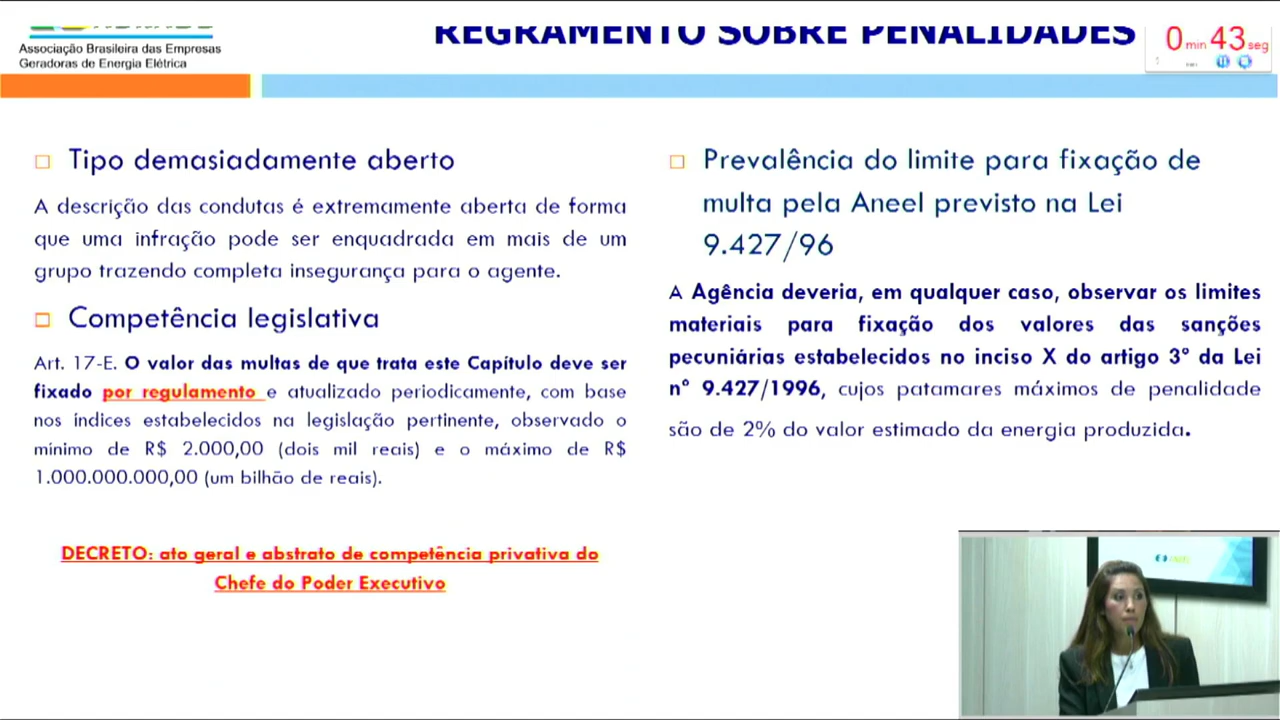 REGRAMENTO SOBRE PENALIDADES
0 min 43 seg
Associação Brasileira das Empresas
Geradoras de Energia Elétrica
Tipo demasiadamente aberto
A descrição das condutas é extremamente aberta de forma
que uma infração pode ser enquadrada em mais de um
grupo trazendo completa insegurança para o agente.
Competência legislativa
Art. 17-E. O valor das multas de que trata este Capítulo deve ser
fixado por regulamento e atualizado periodicamente, com base
nos índices estabelecidos na legislação pertinente, observado o
mínimo de R$ 2.000,00 (dois mil reais) e o máximo de R$
1.000.000.000,00 (um bilhão de reais).
DECRETO: ato geral e abstrato de competência privativa do
Chefe do Poder Executivo
Prevalência do limite para fixação de
multa pela Aneel previsto na Lei
9.427/96
A Agência deveria, em qualquer caso, observar os limites
materiais para fixação dos valores das sanções
pecuniárias estabelecidos no inciso X do artigo 3º da Lei
nº 9.427/1996, cujos patamares máximos de penalidade
são de 2% do valor estimado da energia produzida.